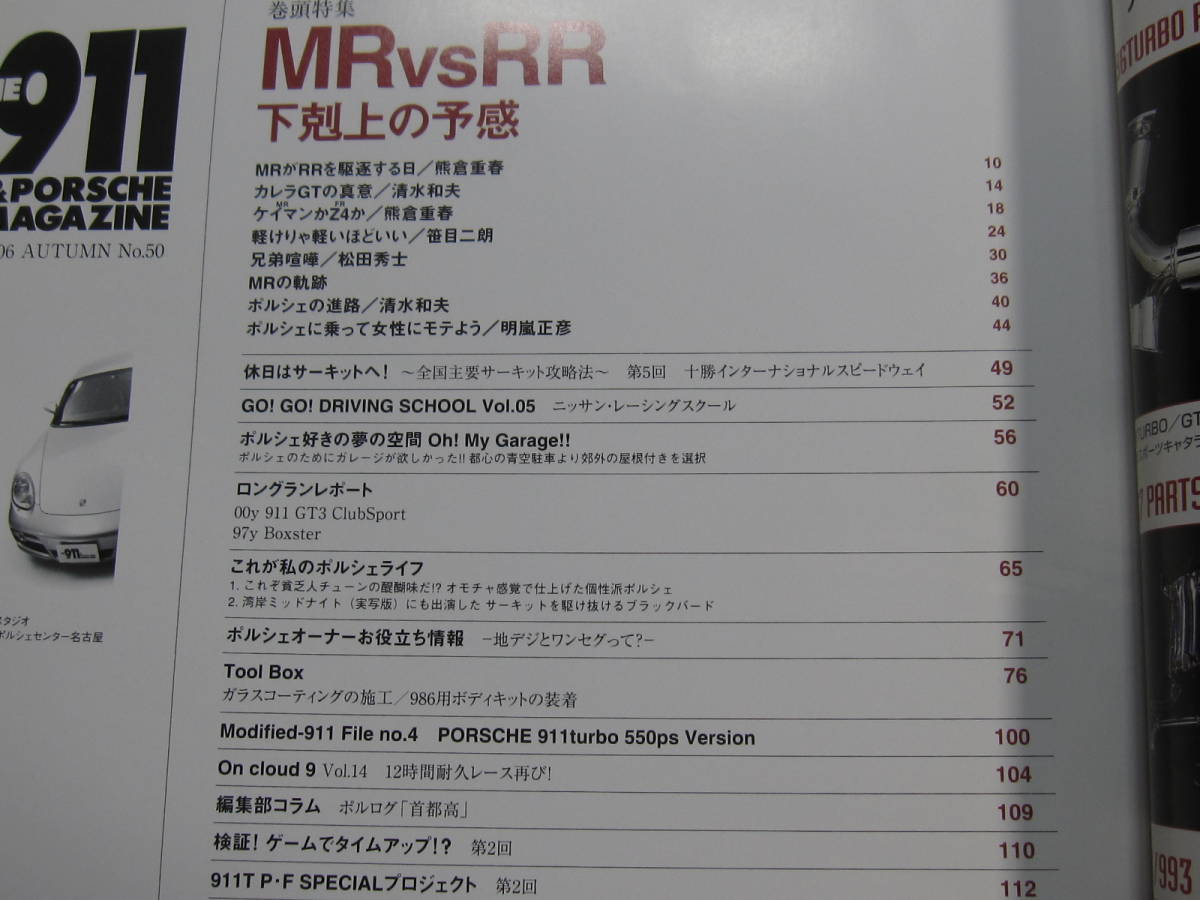 911
&PORSCHE
MAGAZINE
06 AUTUMN No.50
911
スタジオ
ポルシェセンター名古屋
巻頭特集
MRvsRR
下剋上の予感
MRがRRを駆逐する日／熊倉重春 10
カレラGTの真意／清水和夫 14
MR FR
ケイマンかZ4か／熊倉重春 18
軽けりゃ軽いほどいい／笹目二朗 24
兄弟喧嘩／松田秀士 30
MRの軌跡 36
ポルシェの進路／清水和夫 40
ポルシェに乗って女性にモテよう／明嵐正彦 44
休日はサーキットへ! ～全国主要サーキット攻略法～ 第5回 十勝インターナショナルスピードウェイ 49
GO! GO! DRIVING SCHOOL Vol.05 ニッサン・レーシングスクール 52
ポルシェ好きの夢の空間 Oh! My Garage!! 56
ポルシェのためにガレージが欲しかった!! 都心の青空駐車より郊外の屋根付きを選択
ロングランレポート 60
00y 911 GT3 ClubSport
97y Boxster
これが私のポルシェライフ 65
1. これぞ貧乏人チューンの醍醐味だ!? オモチャ感覚で仕上げた個性派ポルシェ
2. 湾岸ミッドナイト（実写版）にも出演した サーキットを駆け抜けるブラックバード
ポルシェオーナーお役立ち情報 −地デジとワンセグって?− 71
Tool Box 76
ガラスコーティングの施工／986用ボディキットの装着
Modified-911 File no.4 PORSCHE 911turbo 550ps Version 100
On cloud 9 Vol.14 12時間耐久レース再び! 104
編集部コラム ポルログ「首都高」 109
検証! ゲームでタイムアップ!? 第2回 110
911T P・F SPECIALプロジェクト 第2回 112
TURBO／GT
スポーツキャタラ
PARTS
/993